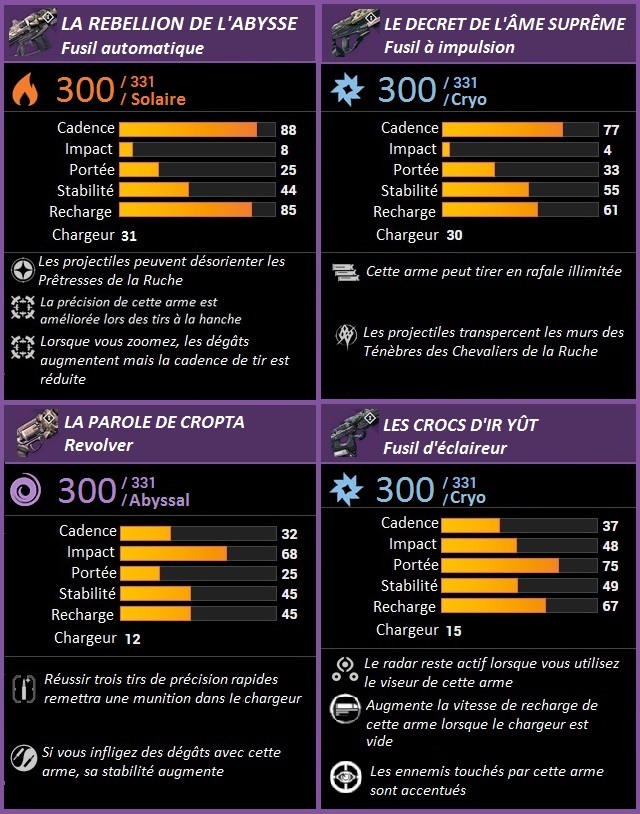 LA REBELLION DE L'ABYSSE
Fusil automatique
300 / 331
/ Solaire
Cadence 88
Impact 8
Portée 25
Stabilité 44
Recharge 85
Chargeur 31
Les projectiles peuvent désorienter les
Prêtresses de la Ruche
La précision de cette arme est
améliorée lors des tirs à la hanche
Lorsque vous zoomez, les dégâts
augmentent mais la cadence de tir est
réduite
LE DECRET DE L'ÂME SUPRÊME
Fusil à impulsion
300 / 331
/ Cryo
Cadence 77
Impact 4
Portée 33
Stabilité 55
Recharge 61
Chargeur 30
Cette arme peut tirer en rafale illimitée
Les projectiles transpercent les murs des
Ténèbres des Chevaliers de la Ruche
LA PAROLE DE CROPTA
Revolver
300 / 331
/Abyssal
Cadence 32
Impact 68
Portée 25
Stabilité 45
Recharge 45
Chargeur 12
Réussir trois tirs de précision rapides
remettra une munition dans le chargeur
Si vous infligez des dégâts avec cette
arme, sa stabilité augmente
LES CROCS D'IR YÛT
Fusil d'éclaireur
300 / 331
/Cryo
Cadence 37
Impact 48
Portée 75
Stabilité 49
Recharge 67
Chargeur 15
Le radar reste actif lorsque vous utilisez
le viseur de cette arme
Augmente la vitesse de recharge de
cette arme lorsque le chargeur est
vide
Les ennemis touchés par cette arme
sont accentués